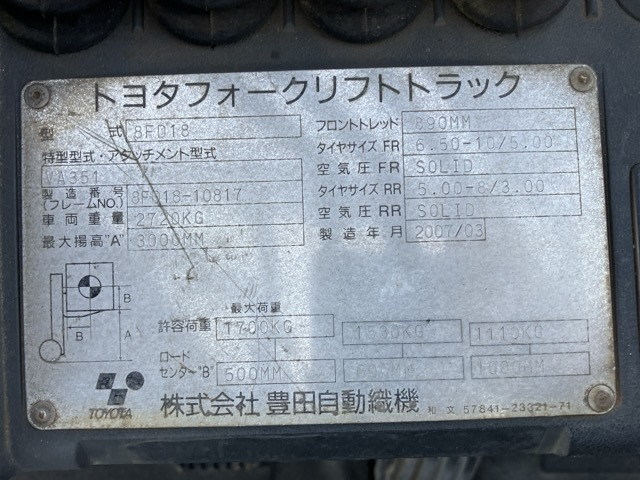 トヨタフォークリフトトラック
型式 8FD18
フロントトレッド 890MM
特型型式・アタッチメント型式
タイヤサイズ FR 6.50-10/5.00
VA351
空気圧 FR SOLID
製造番号 (フレームNO.) 8FD18-10817
タイヤサイズ RR 5.00-8/3.00
車両重量 2720KG
空気圧 RR SOLID
最大揚高"A" 3000MM
製造年月 2007/03
B
B
A
最大荷重
許容荷重 1700KG 1110KG
ロード
センター"B" 500MM
TOYOTA 株式会社 豊田自動織機 和文 57841-23321-71